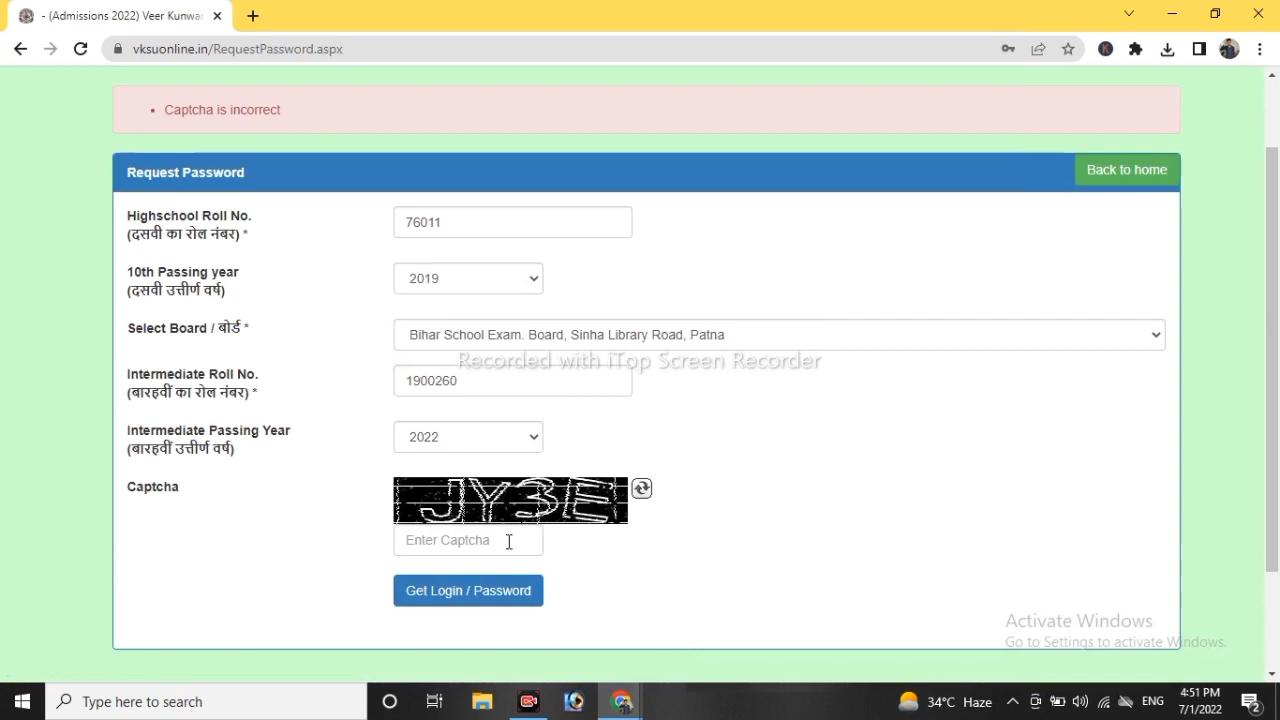 - (Admissions 2022) Veer Kunwar
vksuonline.in/RequestPassword.aspx
Captcha is incorrect
Request Password
Back to home
Highschool Roll No.
(दसवी का रोल नंबर) *
76011
10th Passing year
(दसवी उत्तीर्ण वर्ष)
2019
Select Board / बोर्ड *
Bihar School Exam. Board, Sinha Library Road, Patna
Recorded with iTop Screen Recorder
Intermediate Roll No.
(बारहवीं का रोल नंबर) *
1900260
Intermediate Passing Year
(बारहवीं उत्तीर्ण वर्ष)
2022
Captcha
JY3E
Enter Captcha
Get Login / Password
Activate Windows
Go to Settings to activate Windows.
Type here to search
34°C Haze
ENG
4:51 PM
7/1/2022
2